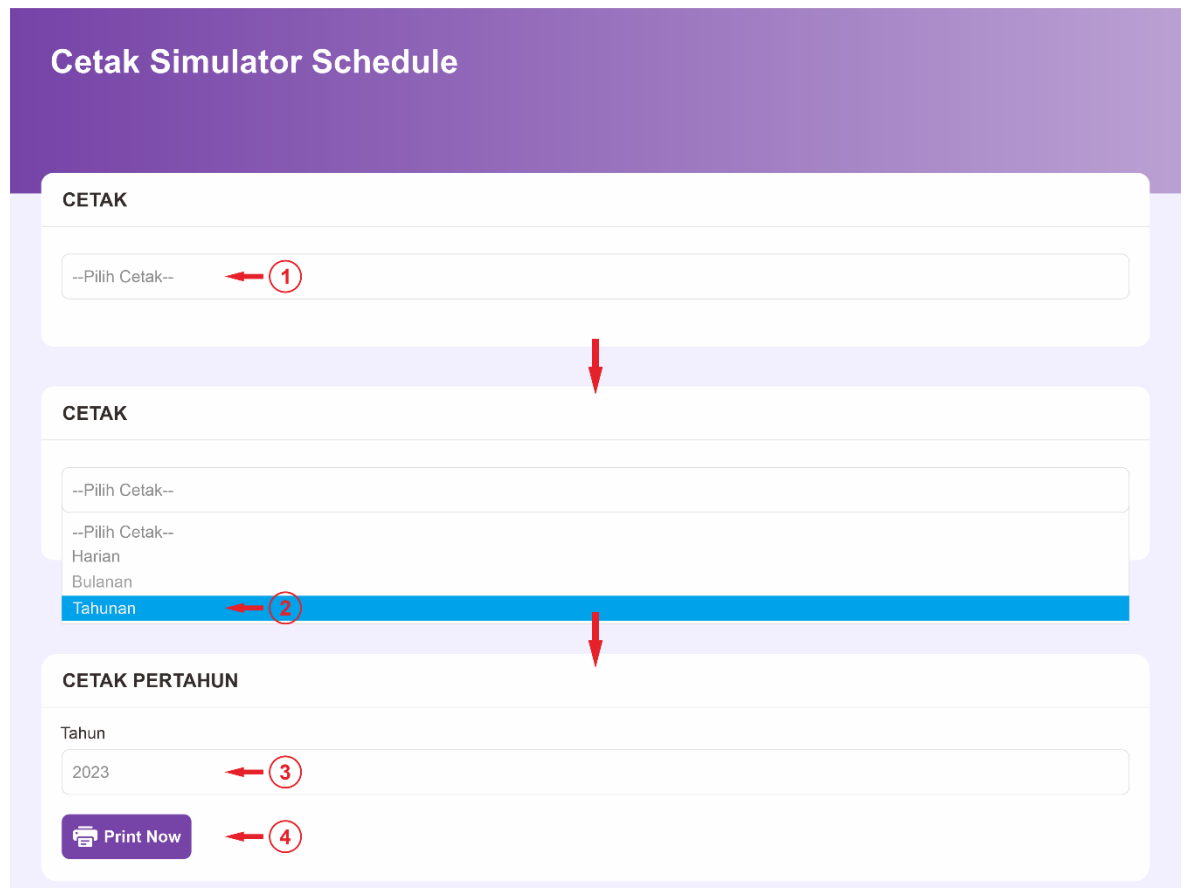 Cetak Simulator Schedule
CETAK
--Pilih Cetak--
1
CETAK
--Pilih Cetak--
--Pilih Cetak--
Harian
Bulanan
Tahunan
2
CETAK PERTAHUN
Tahun
2023
3
Print Now
4